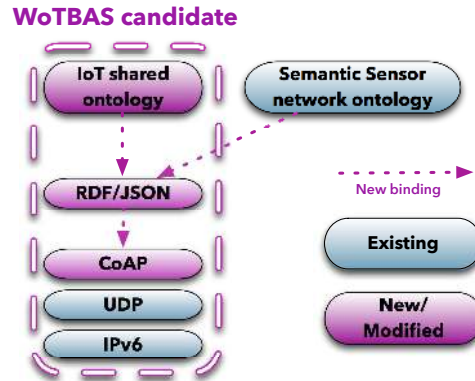 WoTBAS candidate
IoT shared
ontology
Semantic Sensor
network ontology
RDF/JSON
New binding
CoAP
Existing
UDP
New/
Modified
IPv6